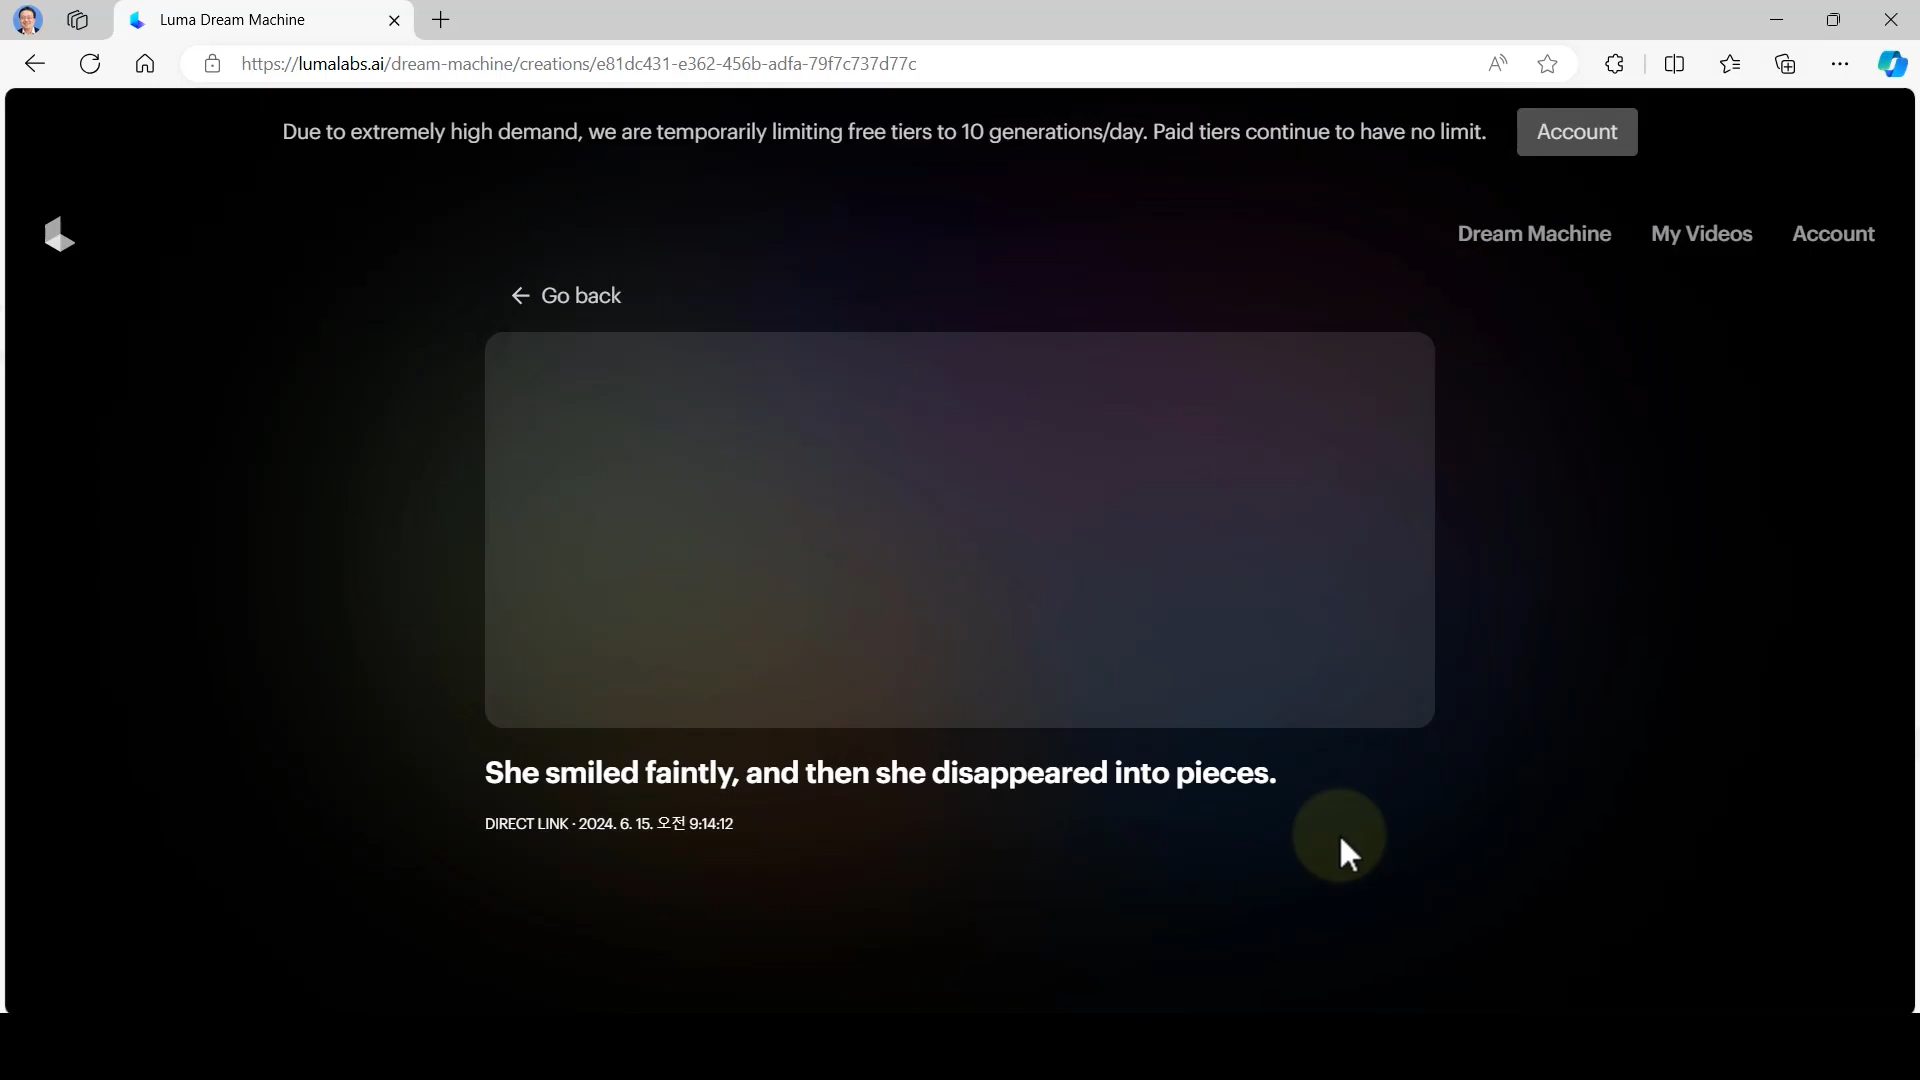 Luma Dream Machine
https://lumalabs.ai/dream-machine/creations/e81dc431-e362-456b-adfa-79f7c737d77c
Due to extremely high demand, we are temporarily limiting free tiers to 10 generations/day. Paid tiers continue to have no limit.
Account
Dream Machine
My Videos
Account
Go back
She smiled faintly, and then she disappeared into pieces.
DIRECT LINK · 2024. 6. 15. 오전 9:14:12